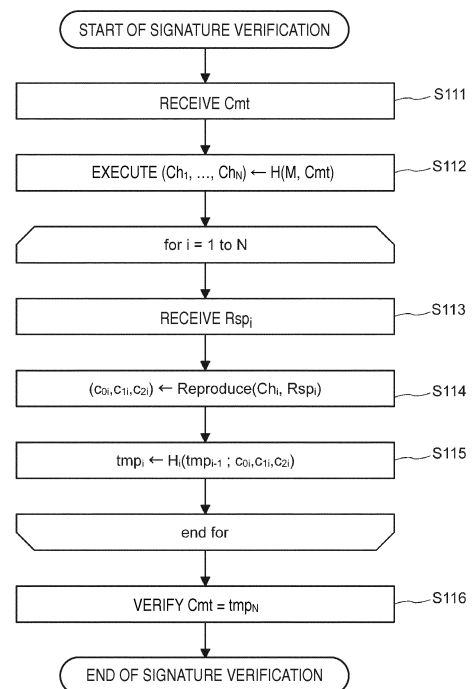 START OF SIGNATURE VERIFICATION
RECEIVE Cmt
S111
EXECUTE (Ch₁, ..., Ch_N) ← H(M, Cmt)
S112
for i = 1 to N
RECEIVE Rspᵢ
S113
(c₀ᵢ,c₁ᵢ,c₂ᵢ) ← Reproduce(Chᵢ, Rspᵢ)
S114
tmpᵢ ← Hᵢ(tmpᵢ₋₁ ; c₀ᵢ,c₁ᵢ,c₂ᵢ)
S115
end for
VERIFY Cmt = tmp_N
S116
END OF SIGNATURE VERIFICATION